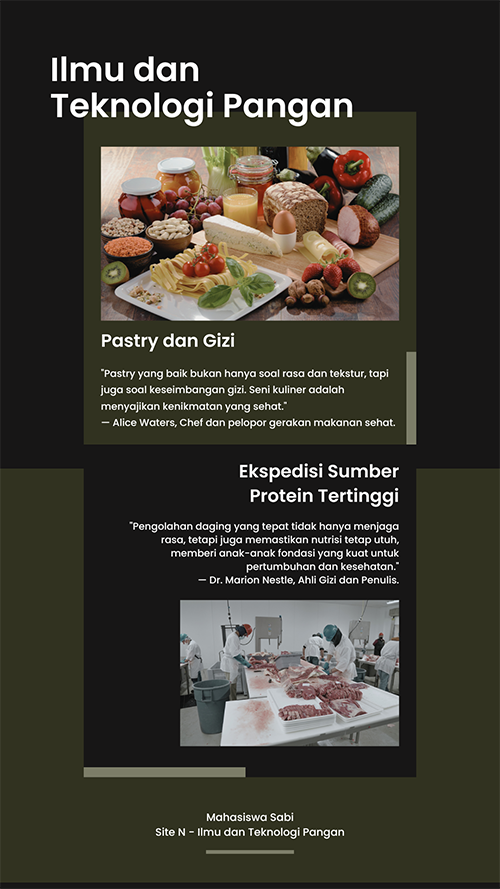 Ilmu dan
Teknologi Pangan
Pastry dan Gizi
"Pastry yang baik bukan hanya soal rasa dan tekstur, tapi
juga soal keseimbangan gizi. Seni kuliner adalah
menyajikan kenikmatan yang sehat."
— Alice Waters, Chef dan pelopor gerakan makanan sehat.
Ekspedisi Sumber
Protein Tertinggi
"Pengolahan daging yang tepat tidak hanya menjaga
rasa, tetapi juga memastikan nutrisi tetap utuh,
memberi anak-anak fondasi yang kuat untuk
pertumbuhan dan kesehatan."
— Dr. Marion Nestle, Ahli Gizi dan Penulis.
Mahasiswa Sabi
Site N - Ilmu dan Teknologi Pangan